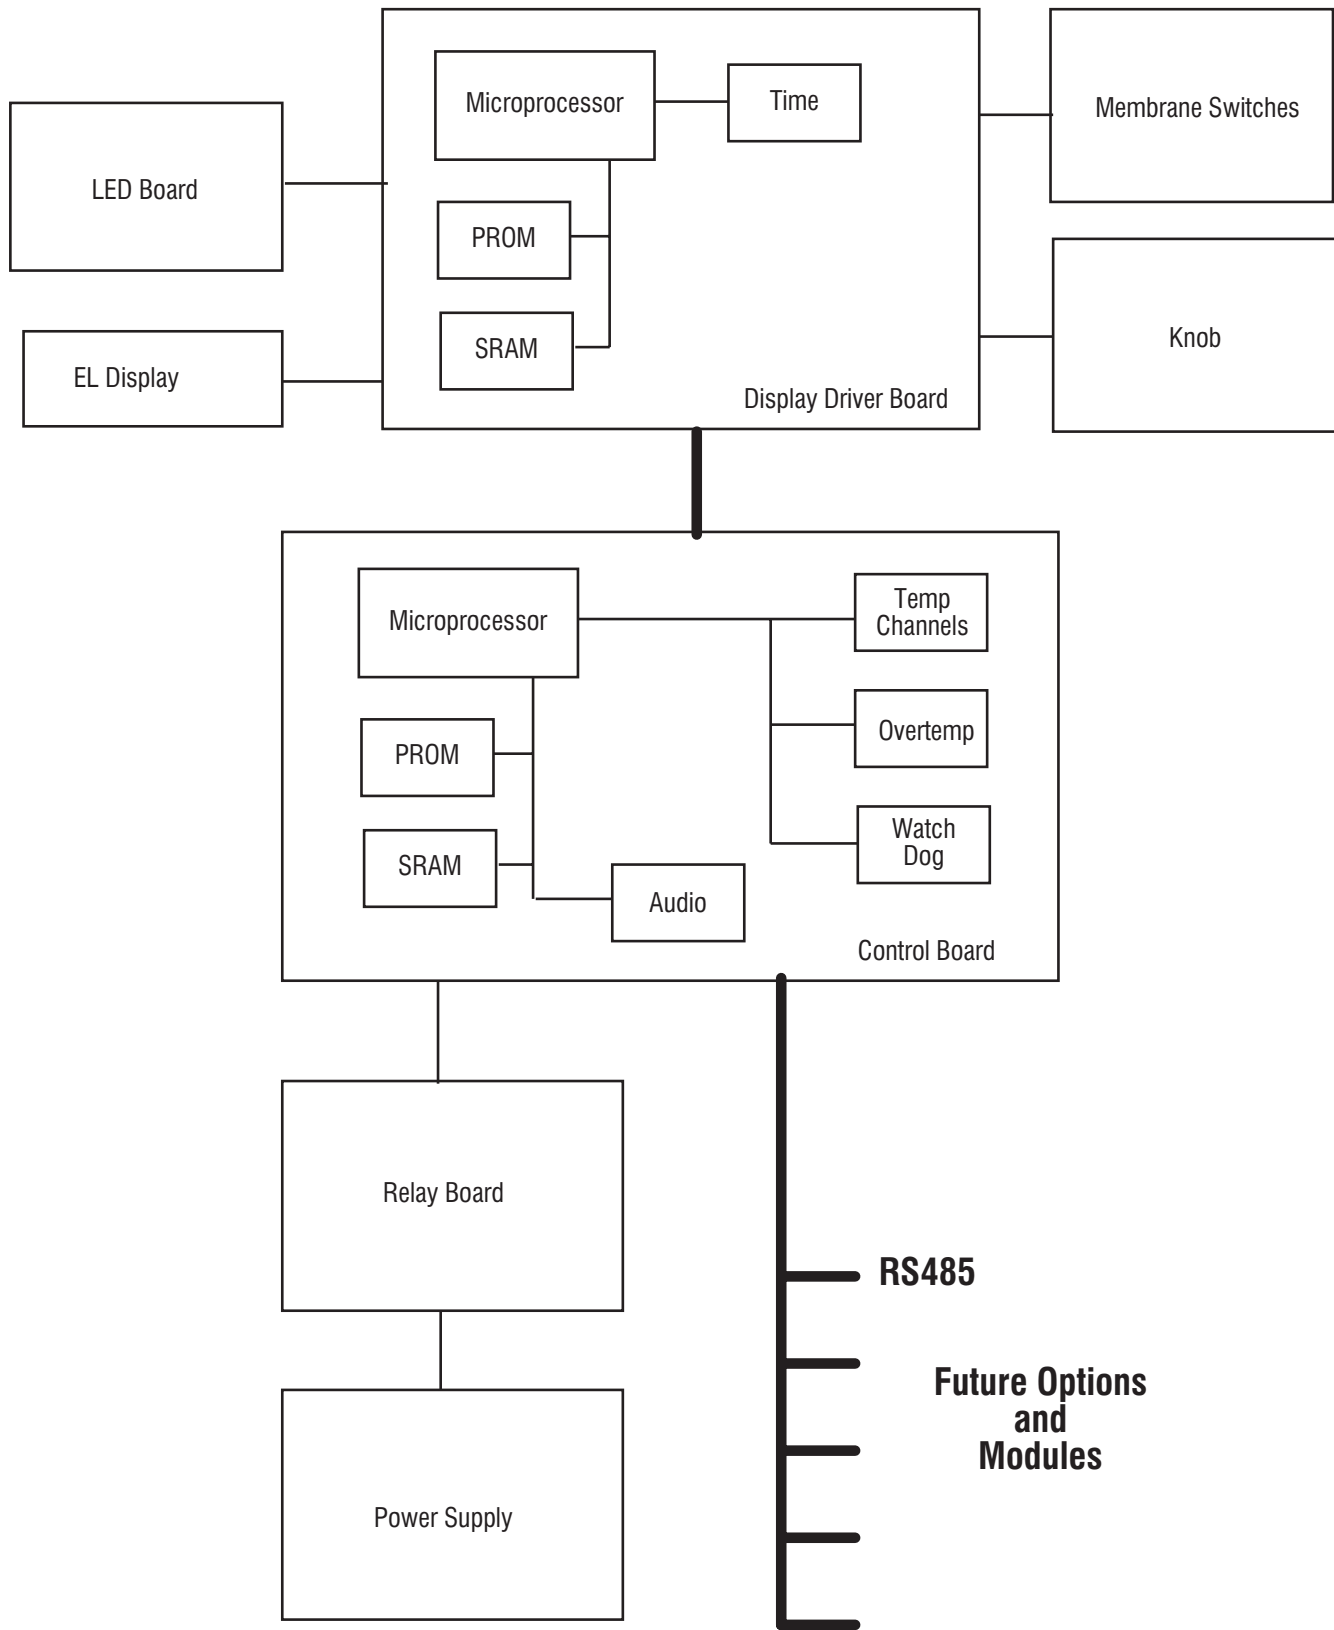 Microprocessor
Time
Membrane Switches
LED Board
PROM
SRAM
Knob
EL Display
Display Driver Board
Microprocessor
Temp
Channels
PROM
Overtemp
SRAM
Watch
Dog
Audio
Control Board
Relay Board
RS485
Future Options
and
Modules
Power Supply